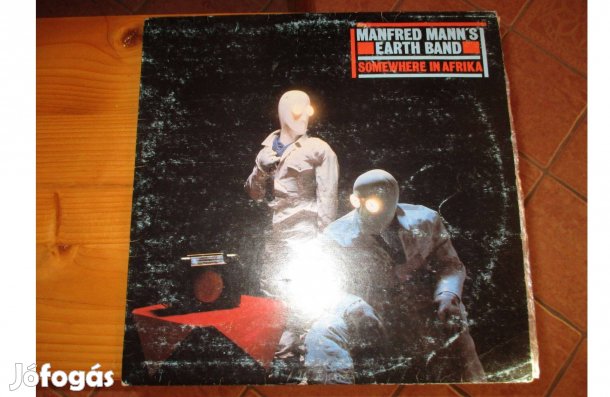 MANFRED MANN'S
EARTH BAND
SOMEWHERE IN AFRIKA
Jófogás